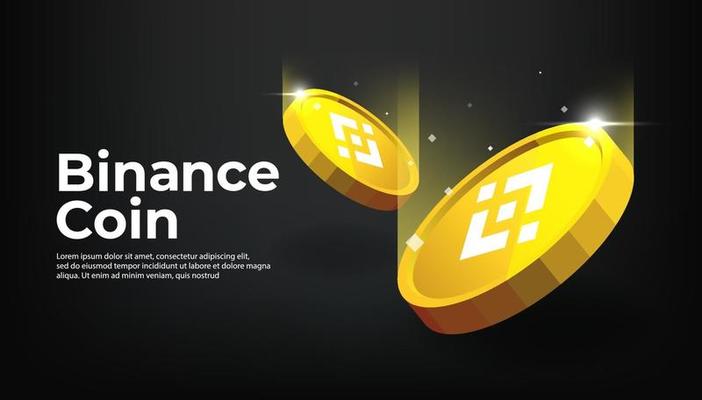 Binance
Coin
Lorem ipsum dolor sit amet, consectetur adipiscing elit,
sed do eiusmod tempor incididunt ut labore et dolore magna
aliqua. Ut enim ad minim veniam, quis nostrud